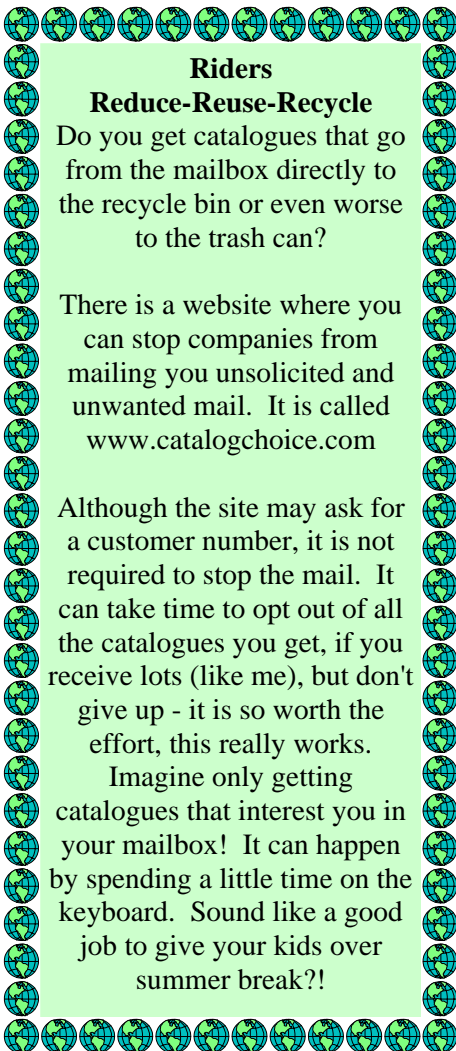 Riders
Reduce-Reuse-Recycle
Do you get catalogues that go
from the mailbox directly to
the recycle bin or even worse
to the trash can?
There is a website where you
can stop companies from
mailing you unsolicited and
unwanted mail.  It is called
www.catalogchoice.com
Although the site may ask for
a customer number, it is not
required to stop the mail.  It
can take time to opt out of all
the catalogues you get, if you
receive lots (like me), but don't
give up - it is so worth the
effort, this really works.
Imagine only getting
catalogues that interest you in
your mailbox!  It can happen
by spending a little time on the
keyboard.  Sound like a good
job to give your kids over
summer break?!